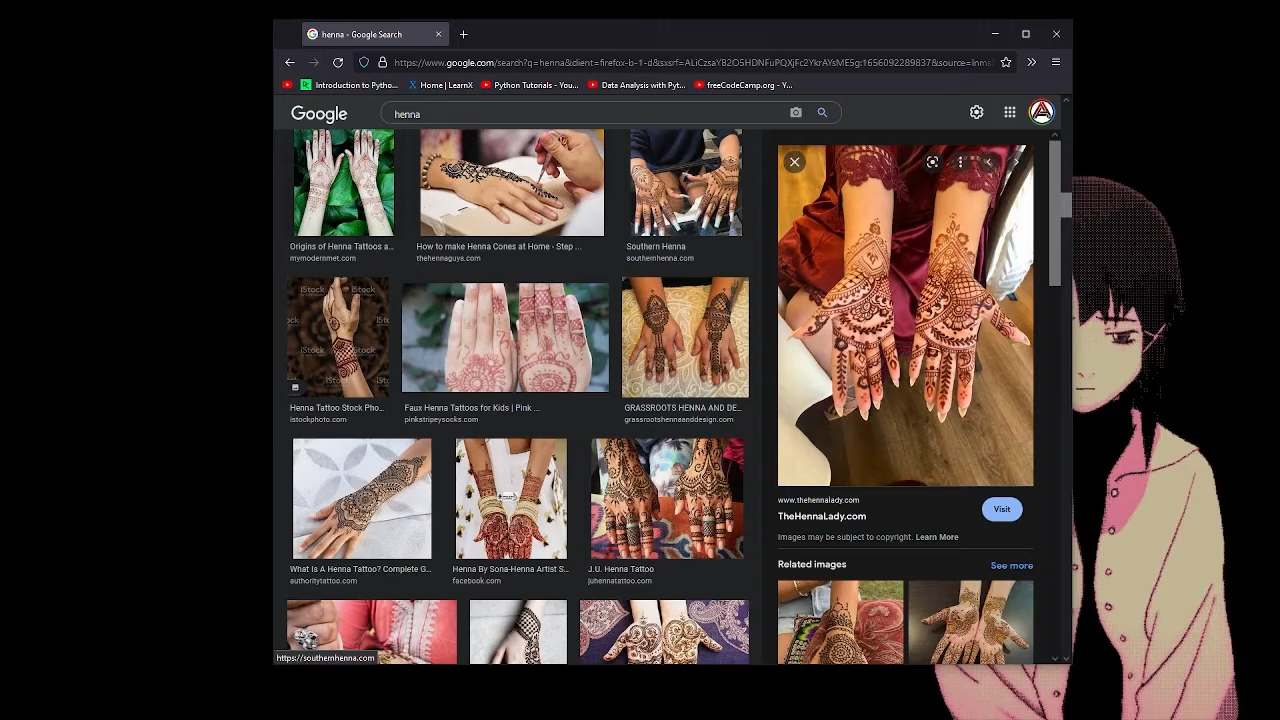 henna - Google Search
https://www.google.com/search?q=henna&client=firefox-b-1-d&sxsrf=ALiCzsaYB2O5HDNFuPQXjFc2YkrAYsME5g:1656092289837&source=lnms
Introduction to Pytho...
Home | LearnX
Python Tutorials - You...
Data Analysis with Pyt...
freeCodeCamp.org - Y...
Google
henna
Origins of Henna Tattoos a...
mymodernmet.com
How to make Henna Cones at Home - Step ...
thehennaguys.com
Southern Henna
southernhenna.com
iStock
iStock
iStock
iStock
Henna Tattoo Stock Pho...
istockphoto.com
Faux Henna Tattoos for Kids | Pink ...
pinkstripeysocks.com
GRASSROOTS HENNA AND DE...
grassrootshennaanddesign.com
What Is A Henna Tattoo? Complete G...
authoritytattoo.com
Henna By Sona-Henna Artist S...
facebook.com
J.U. Henna Tattoo
juhennatattoo.com
https://southernhenna.com
www.thehennalady.com
TheHennaLady.com
Visit
Images may be subject to copyright. Learn More
Related images
See more